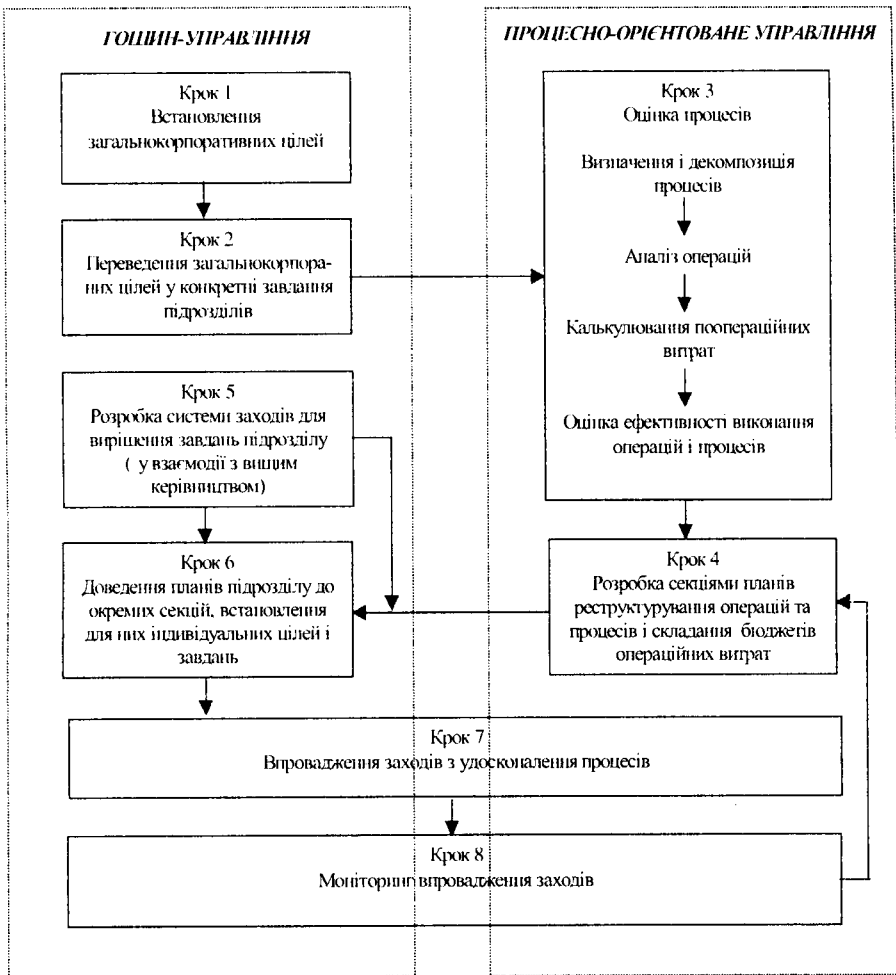 ГОШИН-УПРАВЛІННЯ
ПРОЦЕСНО-ОРІЄНТОВАНЕ УПРАВЛІННЯ
Крок 1
Встановлення
загальнокорпоративних цілей
Крок 2
Переведення загальнокорпора-
них цілей у конкретні завдання
підрозділів
Крок 3
Оцінка процесів
Визначення і декомпозиція
процесів
Аналіз операцій
Калькулювання поопераційних
витрат
Оцінка ефективності виконання
операцій і процесів
Крок 5
Розробка системи заходів для
вирішення завдань підрозділу
( у взаємодії з вищим
керівництвом)
Крок 6
Доведення планів підрозділу до
окремих секцій, встановлення
для них індивідуальних цілей і
завдань
Крок 4
Розробка секціями планів
реструктурування операцій та
процесів і складання бюджетів
операційних витрат
Крок 7
Впровадження заходів з удосконалення процесів
Крок 8
Моніторинг впровадження заходів